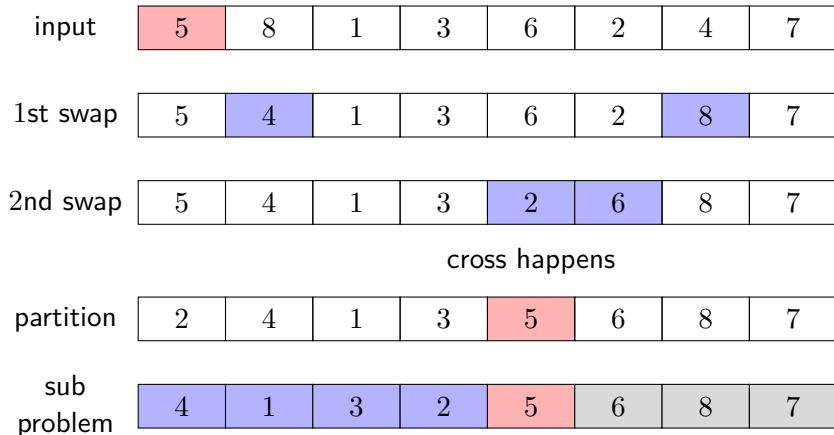 input 5 8 1 3 6 2 4 7
1st swap 5 4 1 3 6 2 8 7
2nd swap 5 4 1 3 2 6 8 7
cross happens
partition 2 4 1 3 5 6 8 7
sub
problem 4 1 3 2 5 6 8 7